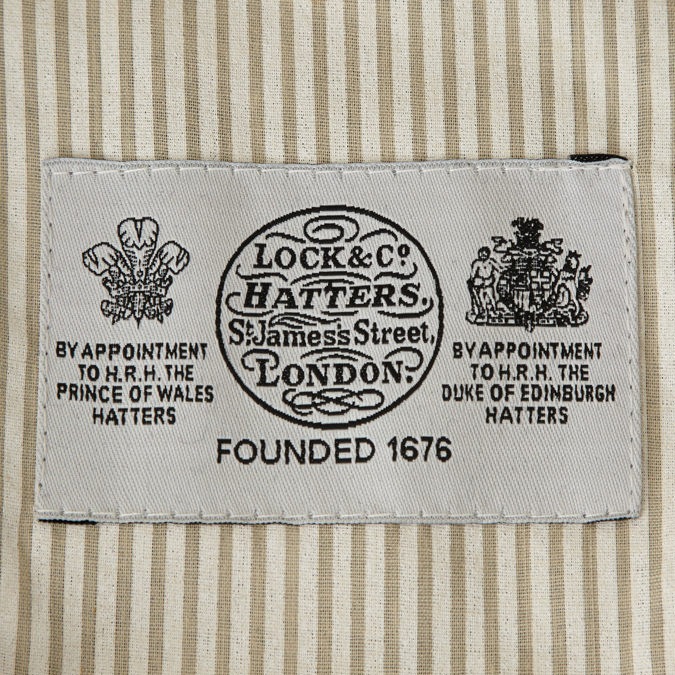 LOCK & Co.
HATTERS.
St. James's Street,
LONDON.
FOUNDED 1676
BY APPOINTMENT
TO H.R.H. THE
PRINCE OF WALES
HATTERS
BY APPOINTMENT
TO H.R.H. THE
DUKE OF EDINBURGH
HATTERS